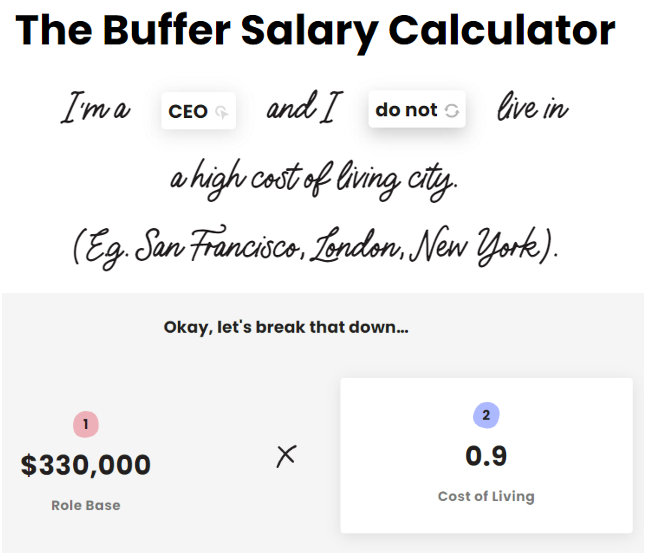 The Buffer Salary Calculator
I'm a CEO and I do not live in
a high cost of living city.
(Eg. San Francisco, London, New York).
Okay, let's break that down...
1
2
$330,000 × 0.9
Role Base
Cost of Living